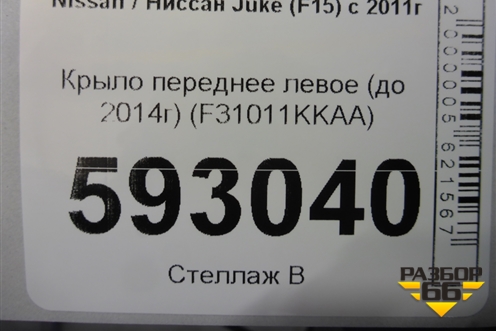 Nissan / Ниссан Juke (F15) с 2011г
Крыло переднее левое (до
2014г) (F31011KKAA)
593040
Стеллаж В
2000005621567
РАЗБОР
66